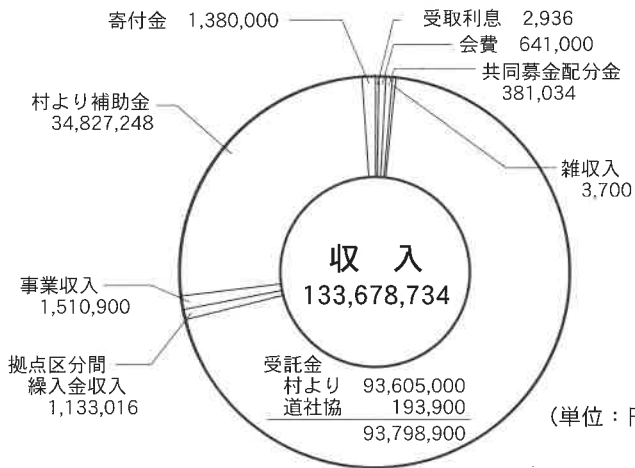 寄付金 1,380,000
受取利息 2,936
会費 641,000
共同募金配分金
381,034
村より補助金
34,827,248
雑収入
3,700
収 入
133,678,734
事業収入
1,510,900
拠点区分間
繰入金収入
1,133,016
受託金
村より 93,605,000
道社協 193,900
93,798,900
(単位: